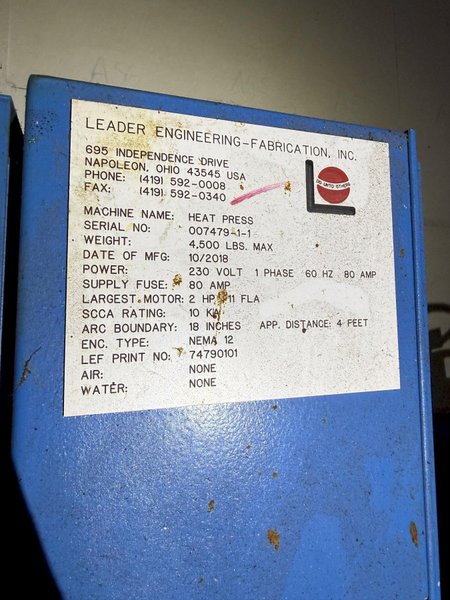 LEADER ENGINEERING-FABRICATION, INC.
695 INDEPENDENCE DRIVE
NAPOLEON, OHIO 43545 USA
PHONE: (419) 592-0008
FAX: (419) 592-0340
DO UNTO OTHERS
MACHINE NAME: HEAT PRESS
SERIAL NO: 007479-1-1
WEIGHT: 4,500 LBS. MAX
DATE OF MFG: 10/2018
POWER: 230 VOLT 1 PHASE 60 HZ 80 AMP
SUPPLY FUSE: 80 AMP
LARGEST MOTOR: 2 HP 11 FLA
SCCA RATING: 10 KA
ARC BOUNDARY: 18 INCHES APP. DISTANCE: 4 FEET
ENC. TYPE: NEMA 12
LEF PRINT NO: 74790101
AIR: NONE
WATER: NONE